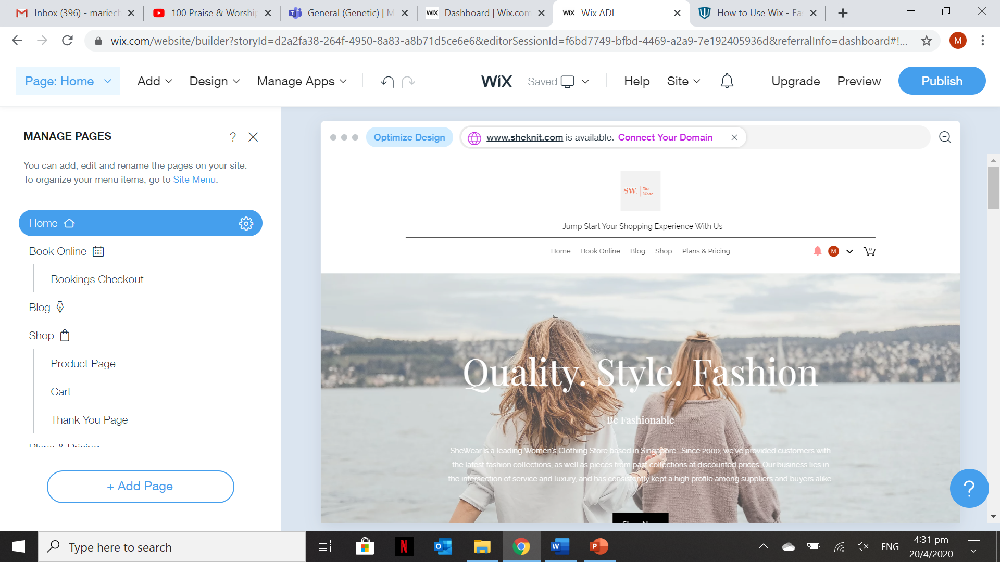 Inbox (396) - mariech
100 Praise & Worship
General (Genetic) | M
WIX Dashboard | Wix.com
WIX Wix ADI
How to Use Wix - Eas
wix.com/website/builder?storyId=d2a2fa38-264f-4950-8a83-a8b71d5ce6e6&editorSessionId=f6bd7749-bfbd-4469-a2a9-7e192405936d&referralInfo=dashboard#!...
M
Page: Home
Add
Design
Manage Apps
WiX
Saved
Help
Site
Upgrade
Preview
Publish
MANAGE PAGES
?
You can add, edit and rename the pages on your site.
To organize your menu items, go to Site Menu.
Home
Book Online
Bookings Checkout
Blog
Shop
Product Page
Cart
Thank You Page
Plans & Pricing
+ Add Page
Optimize Design
www.sheknit.com is available. Connect Your Domain
SW. She
Wear
Jump Start Your Shopping Experience With Us
Home Book Online Blog Shop Plans & Pricing
M
0
Quality. Style. Fashion
Be Fashionable
SheWear is a leading Women's Clothing Store based in Singapore . Since 2000, we've provided customers with
the latest fashion collections, as well as pieces from past collections at discounted prices. Our business lies in
the intersection of service and luxury, and has consistently kept a high profile among suppliers and buyers alike.
Shop Now
?
Type here to search
N
O
W
P
ENG
4:31 pm
20/4/2020